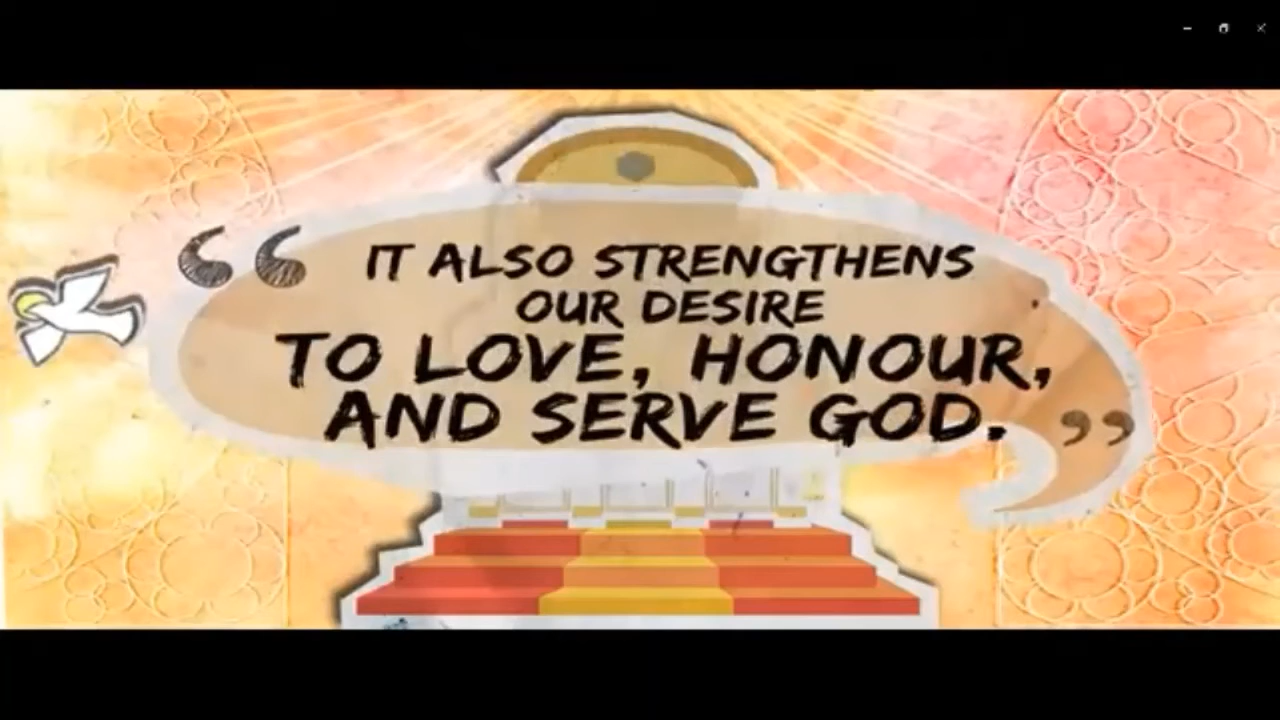 “ IT ALSO STRENGTHENS
OUR DESIRE
TO LOVE, HONOUR,
AND SERVE GOD. ”